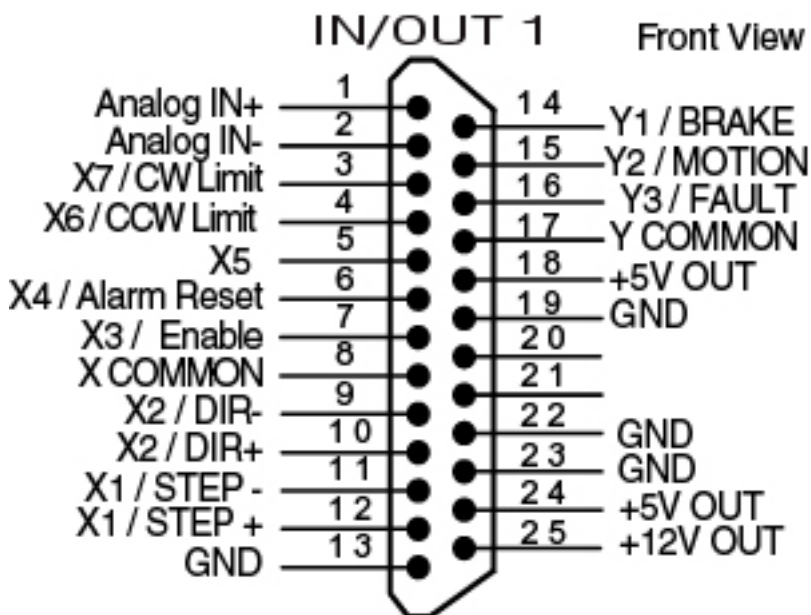 IN/OUT 1
Front View
1
Analog IN+
2
Analog IN-
3
X7 / CW Limit
4
X6 / CCW Limit
5
X5
6
X4 / Alarm Reset
7
X3 / Enable
8
X COMMON
9
X2 / DIR-
10
X2 / DIR+
11
X1 / STEP -
12
X1 / STEP +
13
GND
14
Y1 / BRAKE
15
Y2 / MOTION
16
Y3 / FAULT
17
Y COMMON
18
+5V OUT
19
GND
20
21
22
GND
23
GND
24
+5V OUT
25
+12V OUT